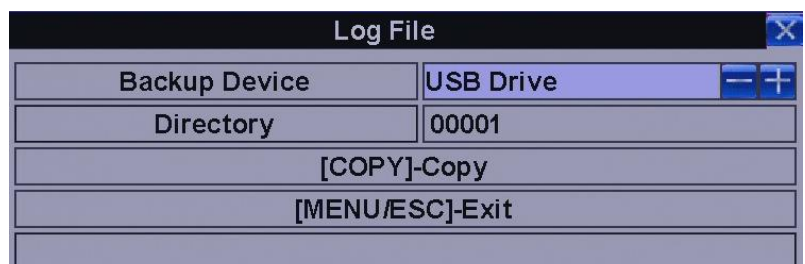 Log File
Backup Device USB Drive
Directory 00001
[COPY]-Copy
[MENU/ESC]-Exit